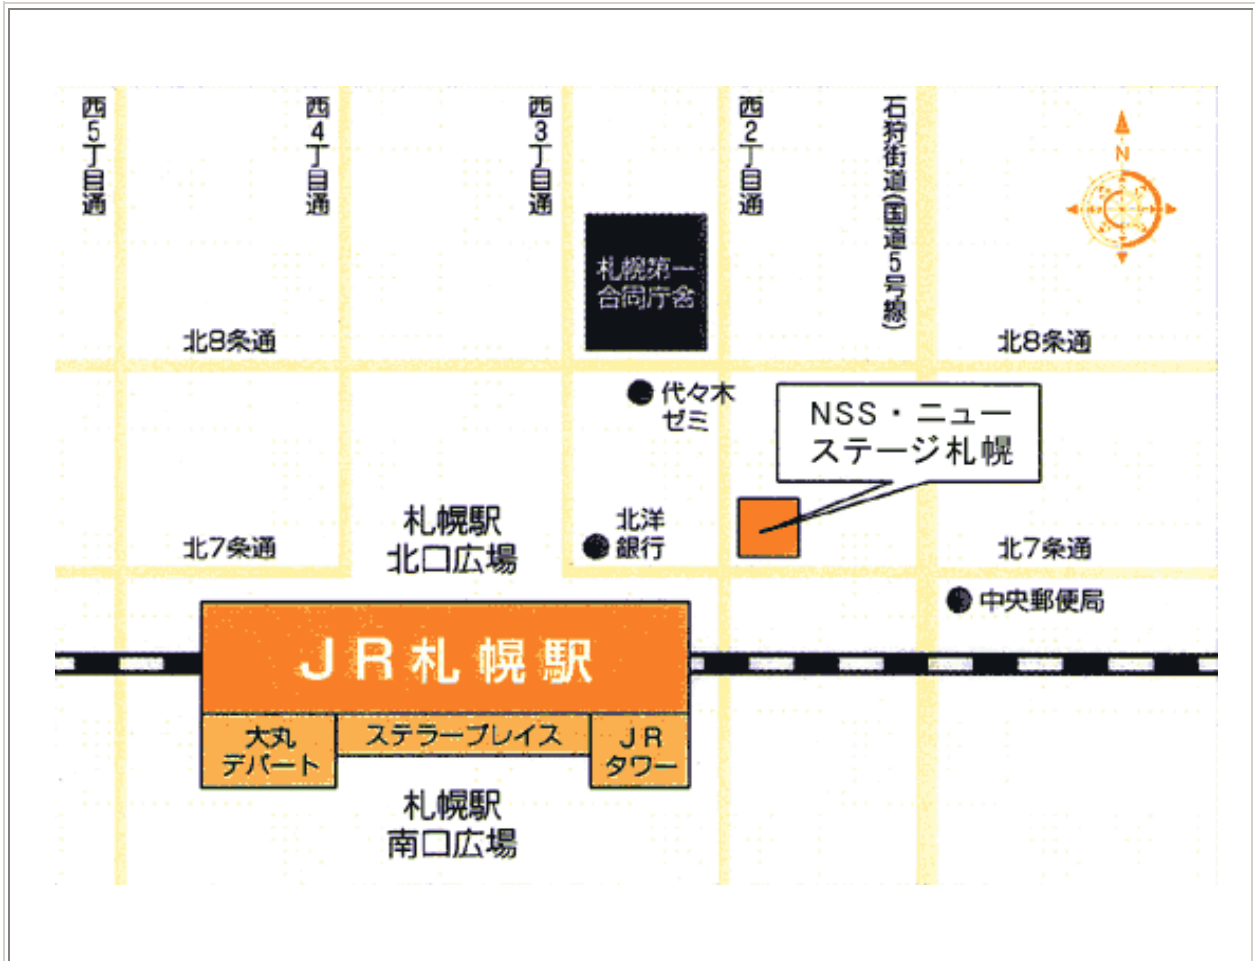 西5丁目通
西4丁目通
西3丁目通
西2丁目通
石狩街道(国道5号線)
N
札幌第一
合同庁舎
北8条通
北8条通
代々木
ゼミ
NSS・ニュー
ステージ札幌
札幌駅
北口広場
北洋
銀行
北7条通
北7条通
中央郵便局
JR札幌駅
大丸
デパート
ステラープレイス
JR
タワー
札幌駅
南口広場